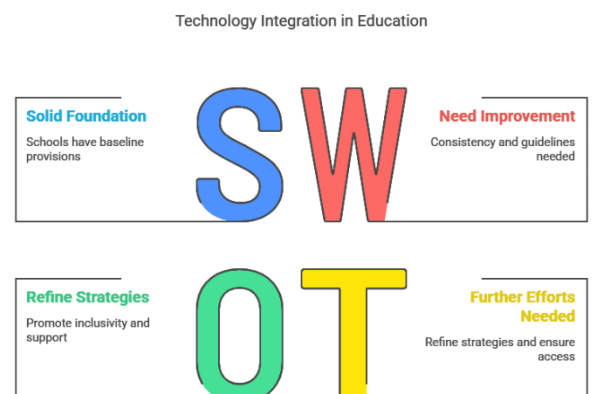 Technology Integration in Education
Solid Foundation
Schools have baseline
provisions
S W
Need Improvement
Consistency and guidelines
needed
Refine Strategies
Promote inclusivity and
support
O T
Further Efforts
Needed
Refine strategies and ensure
access